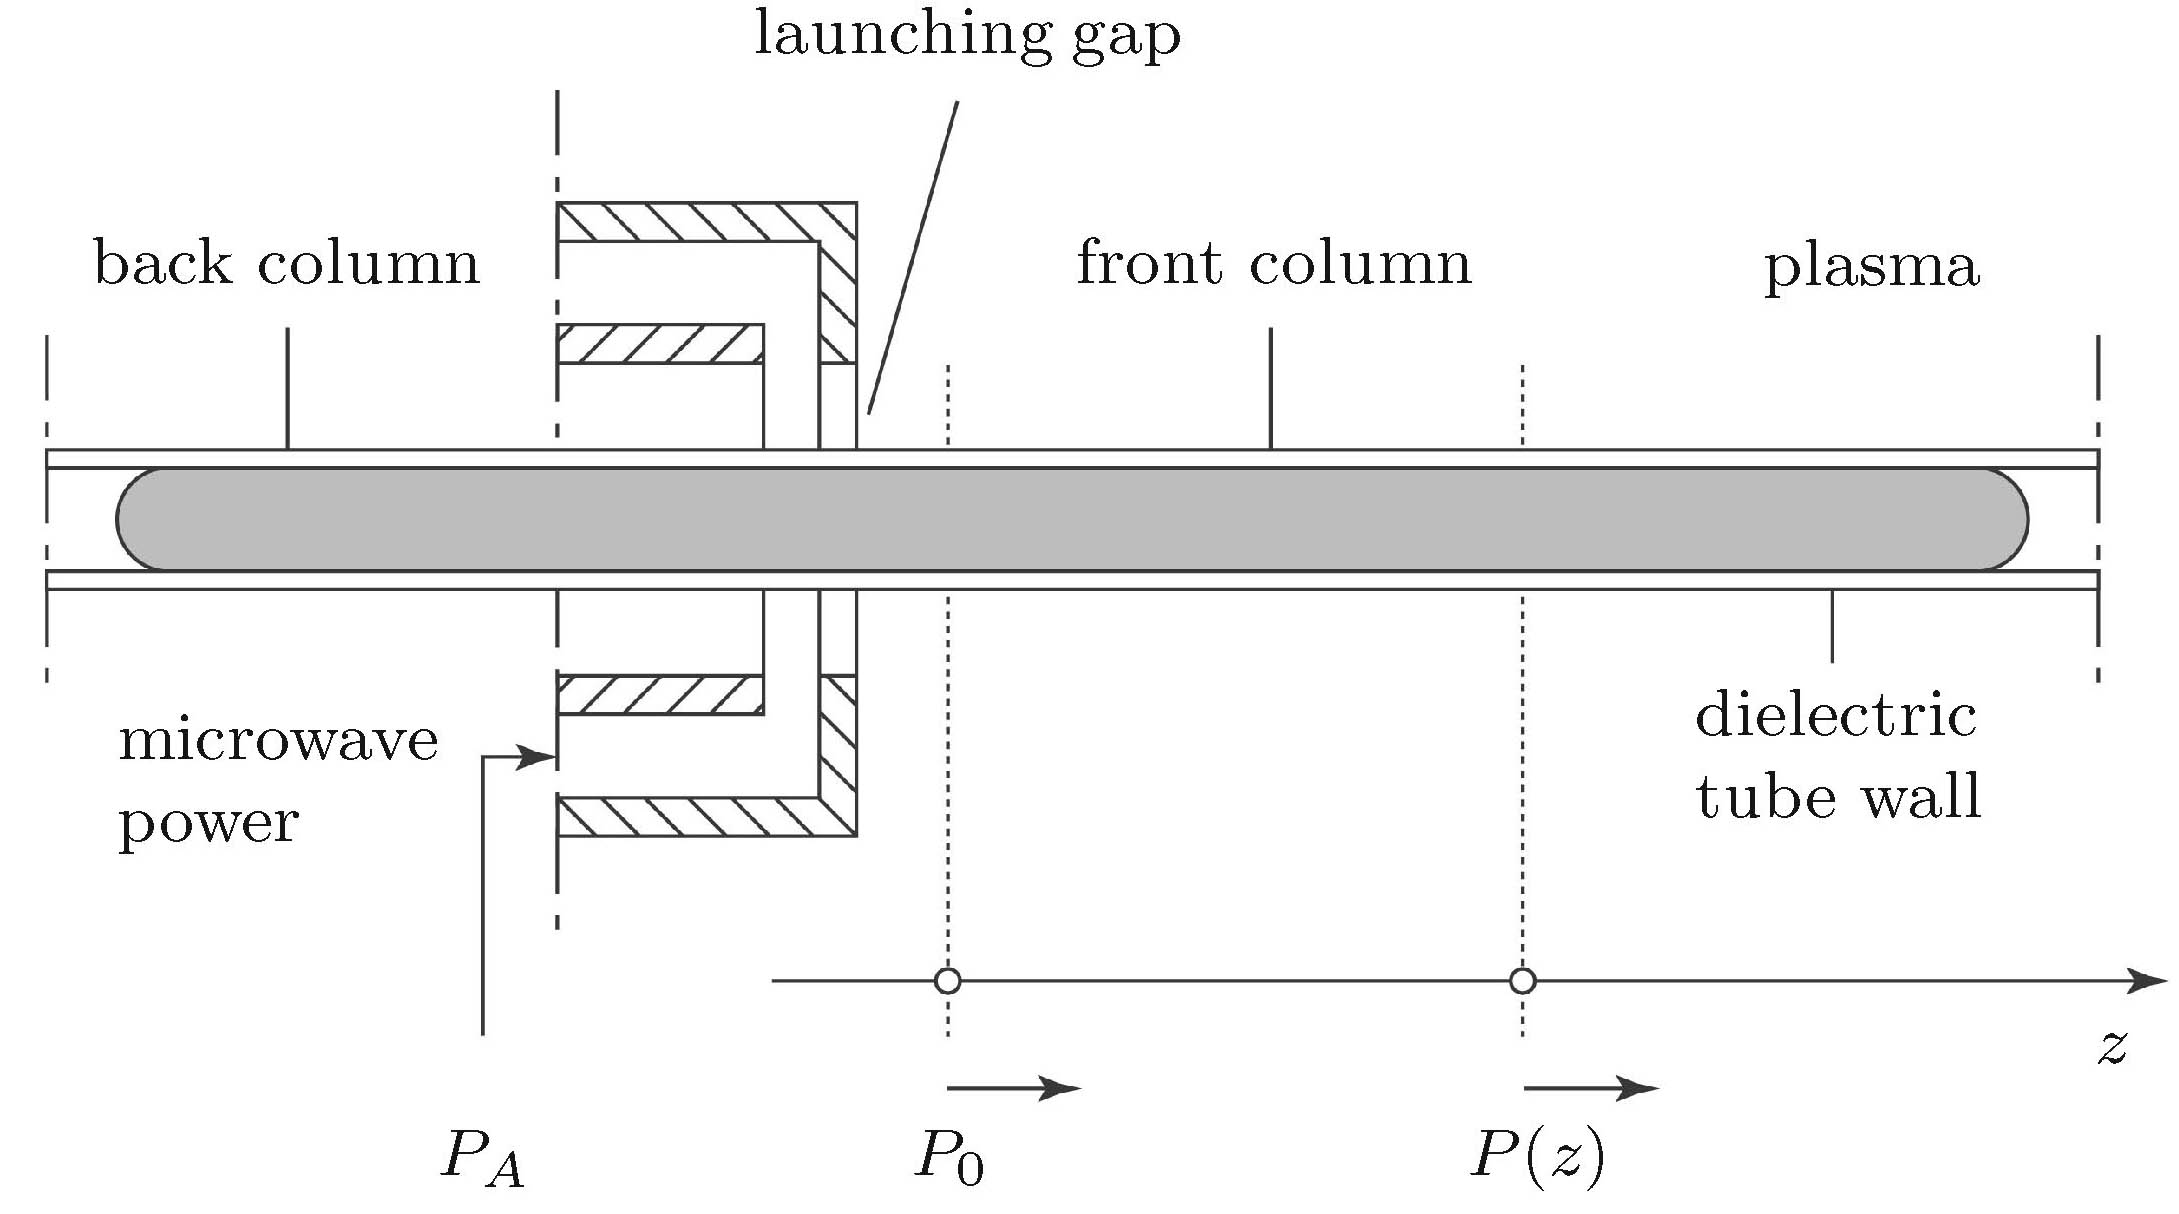 launching gap
back column
front column
plasma
microwave
power
dielectric
tube wall
z
P_A
P_0
P(z)